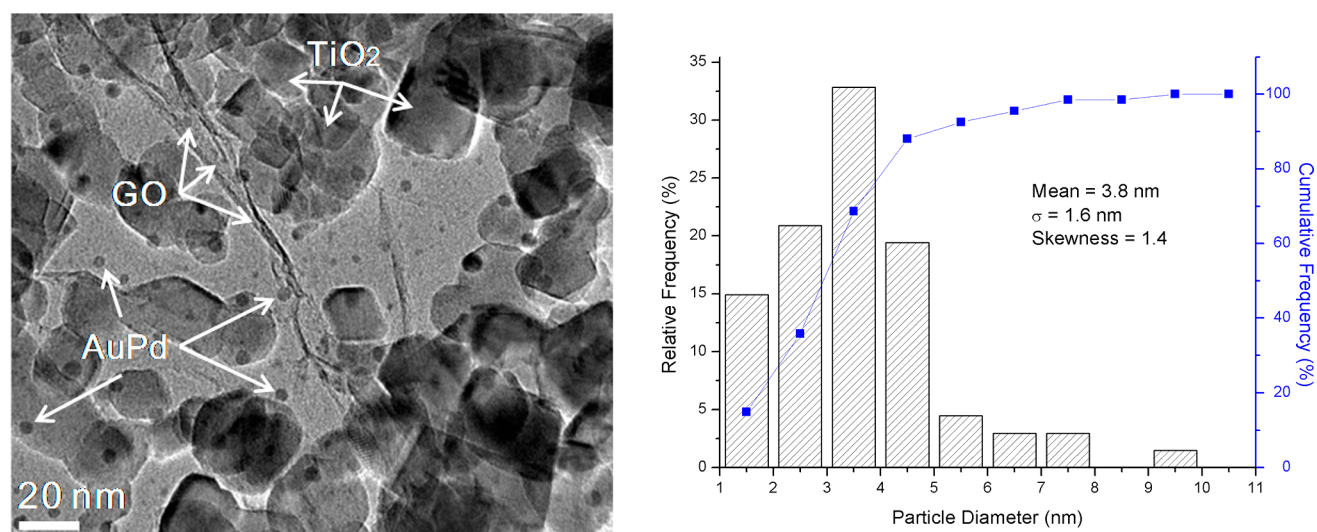 TiO2
GO
AuPd
20 nm
Relative Frequency (%)
35
30
25
20
15
10
5
0
1 2 3 4 5 6 7 8 9 10 11
Particle Diameter (nm)
Mean = 3.8 nm
σ = 1.6 nm
Skewness = 1.4
100
80
60
40
20
0
Cumulative Frequency (%)